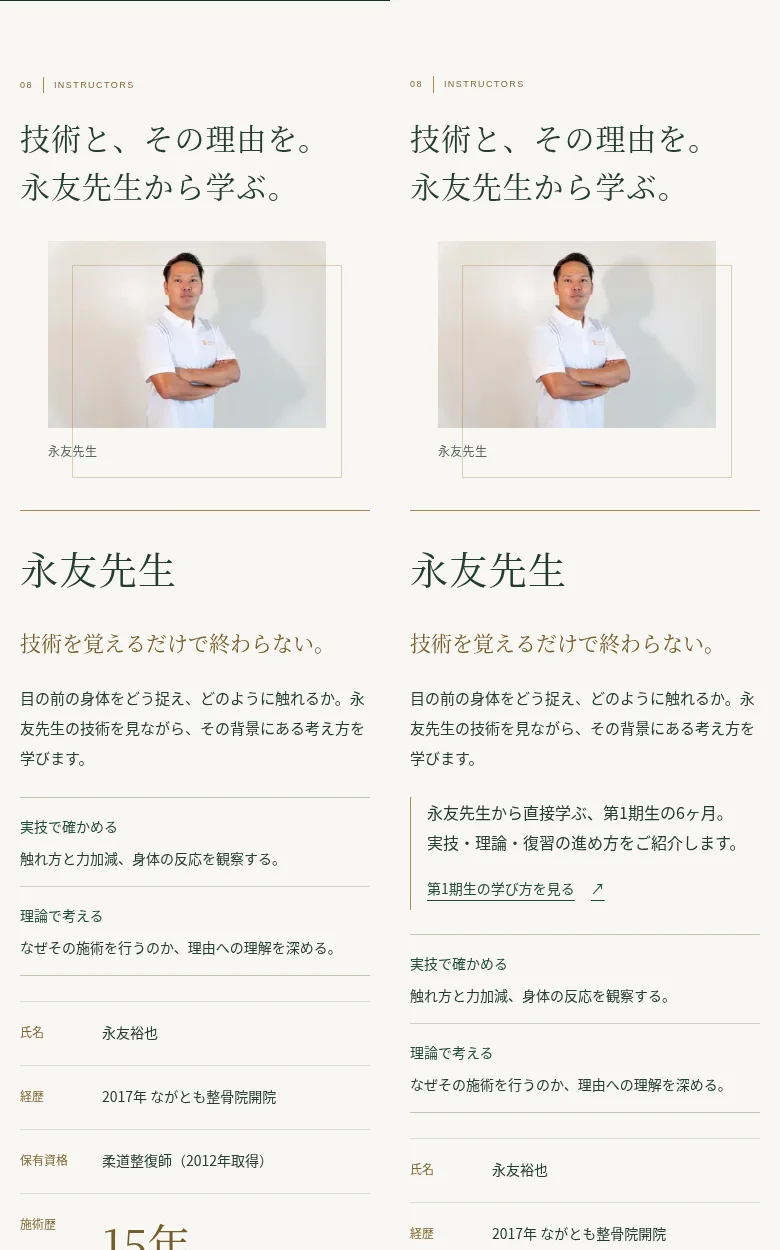 08 INSTRUCTORS
技術と、その理由を。
永友先生から学ぶ。
永友先生
永友先生
技術を覚えるだけで終わらない。
目の前の身体をどう捉え、どのように触れるか。永
友先生の技術を見ながら、その背景にある考え方を
学びます。
実技で確かめる
触れ方と力加減、身体の反応を観察する。
理論で考える
なぜその施術を行うのか、理由への理解を深める。
氏名 永友裕也
経歴 2017年 ながとも整骨院開院
保有資格 柔道整復師（2012年取得）
施術歴 15年
08 INSTRUCTORS
技術と、その理由を。
永友先生から学ぶ。
永友先生
永友先生
技術を覚えるだけで終わらない。
目の前の身体をどう捉え、どのように触れるか。永
友先生の技術を見ながら、その背景にある考え方を
学びます。
永友先生から直接学ぶ、第1期生の6ヶ月。
実技・理論・復習の進め方をご紹介します。
第1期生の学び方を見る ↗
実技で確かめる
触れ方と力加減、身体の反応を観察する。
理論で考える
なぜその施術を行うのか、理由への理解を深める。
氏名 永友裕也
経歴 2017年 ながとも整骨院開院